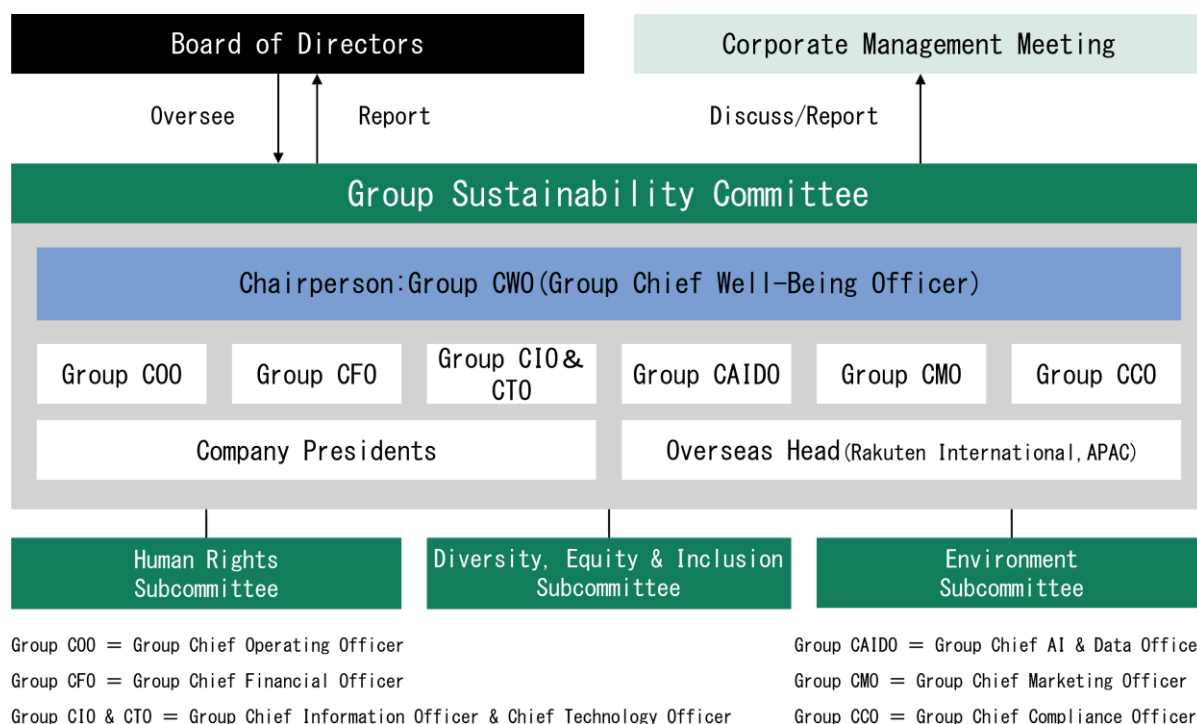 Board of Directors
Corporate Management Meeting
Oversee
Report
Discuss/Report
Group Sustainability Committee
Chairperson:Group CWO(Group Chief Well-Being Officer)
Group COO
Group CFO
Group CIO&
CTO
Group CAIDO
Group CMO
Group CCO
Company Presidents
Overseas Head(Rakuten International, APAC)
Human Rights
Subcommittee
Diversity, Equity & Inclusion
Subcommittee
Environment
Subcommittee
Group COO = Group Chief Operating Officer
Group CFO = Group Chief Financial Officer
Group CIO & CTO = Group Chief Information Officer & Chief Technology Officer
Group CAIDO = Group Chief AI & Data Office
Group CMO = Group Chief Marketing Officer
Group CCO = Group Chief Compliance Officer